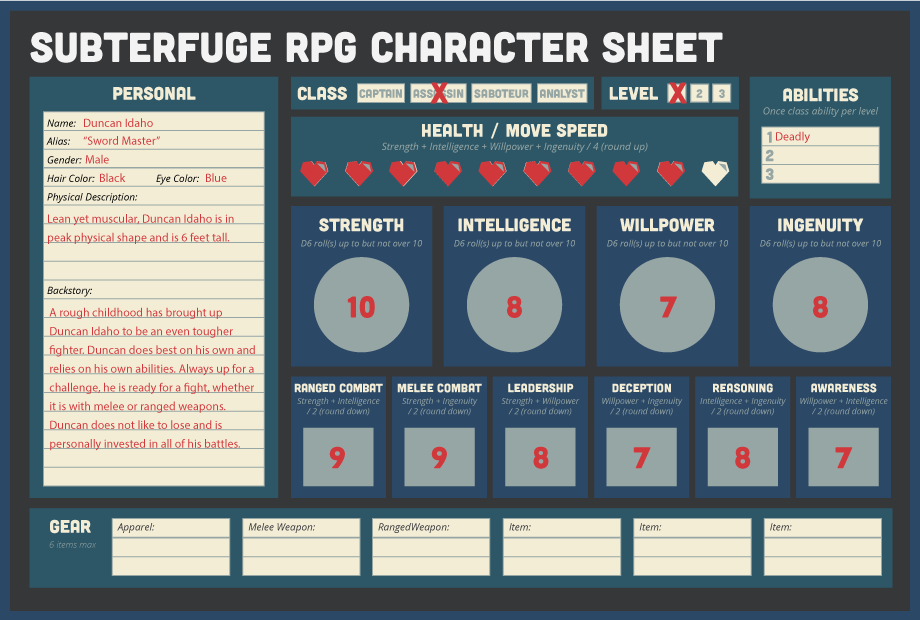 SUBTERFUGE RPG CHARACTER SHEET
PERSONAL
Name: Duncan Idaho
Alias: "Sword Master"
Gender: Male
Hair Color: Black Eye Color: Blue
Physical Description:
Lean yet muscular, Duncan Idaho is in
peak physical shape and is 6 feet tall.
Backstory:
A rough childhood has brought up
Duncan Idaho to be an even tougher
fighter. Duncan does best on his own and
relies on his own abilities. Always up for a
challenge, he is ready for a fight, whether
it is with melee or ranged weapons.
Duncan does not like to lose and is
personally invested in all of his battles.
CLASS CAPTAIN ASSASSIN SABOTEUR ANALYST
LEVEL X 2 3
ABILITIES
Once class ability per level
1 Deadly
2
3
HEALTH / MOVE SPEED
Strength + Intelligence + Willpower + Ingenuity / 4 (round up)
STRENGTH
D6 roll(s) up to but not over 10
10
INTELLIGENCE
D6 roll(s) up to but not over 10
8
WILLPOWER
D6 roll(s) up to but not over 10
7
INGENUITY
D6 roll(s) up to but not over 10
8
RANGED COMBAT
Strength + Intelligence
/ 2 (round down)
9
MELEE COMBAT
Strength + Ingenuity
/ 2 (round down)
9
LEADERSHIP
Strength + Willpower
/ 2 (round down)
8
DECEPTION
Willpower + Ingenuity
/ 2 (round down)
7
REASONING
Intelligence + Ingenuity
/ 2 (round down)
8
AWARENESS
Willpower + Intelligence
/ 2 (round down)
7
GEAR
6 items max
Apparel:
Melee Weapon:
RangedWeapon:
Item:
Item:
Item: